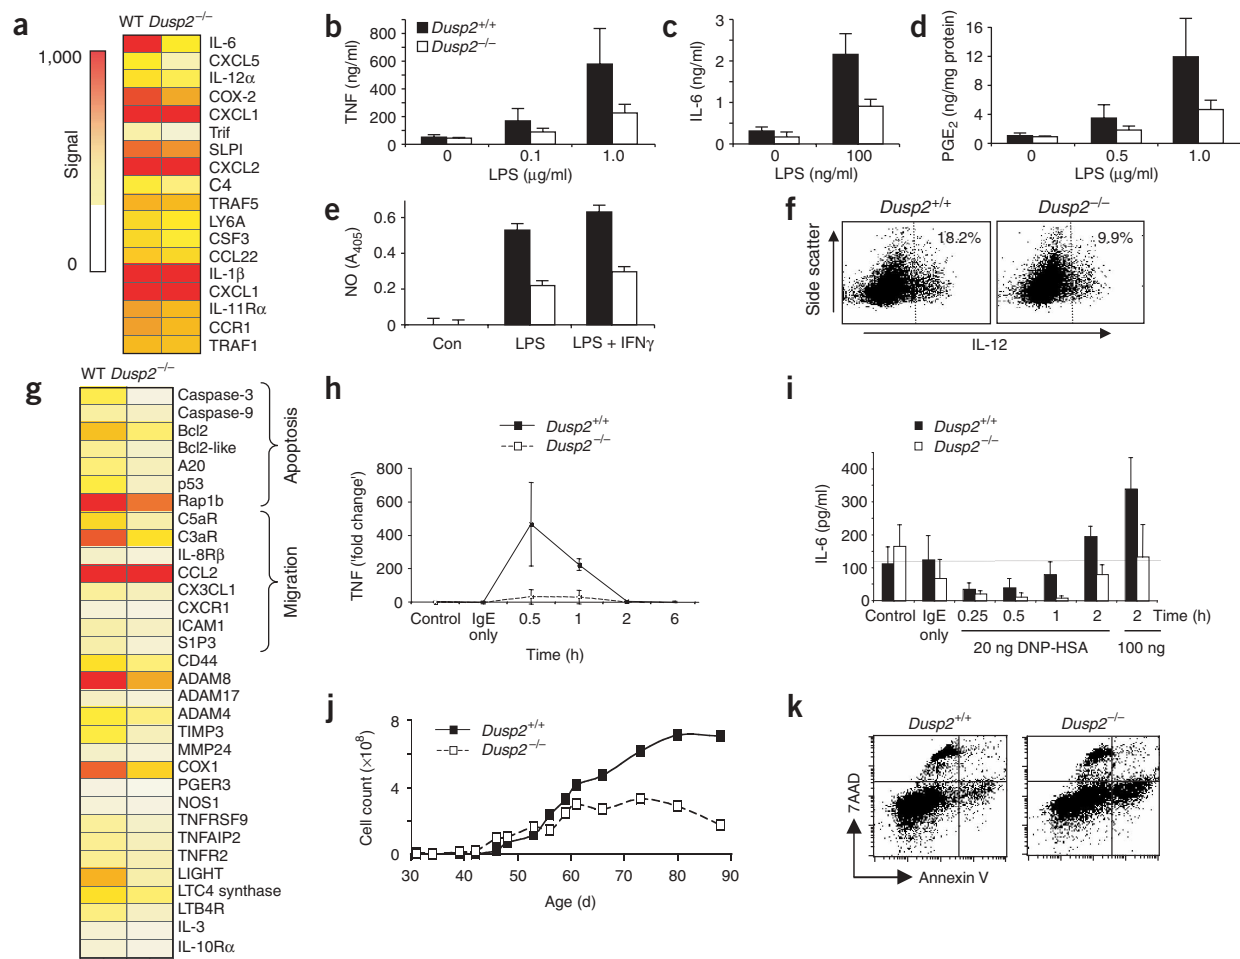 a
WT Dusp2−/−
1,000
Signal
0
IL-6
CXCL5
IL-12α
COX-2
CXCL1
Trif
SLPI
CXCL2
C4
TRAF5
LY6A
CSF3
CCL22
IL-1β
CXCL1
IL-11Rα
CCR1
TRAF1
b
Dusp2+/+
Dusp2−/−
TNF (ng/ml)
800
600
400
200
0
0 0.1 1.0
LPS (μg/ml)
c
IL-6 (ng/ml)
3
2
1
0
0 100
LPS (ng/ml)
d
PGE2 (ng/mg protein)
16
12
8
4
0
0 0.5 1.0
LPS (μg/ml)
e
NO (A405)
0.6
0.4
0.2
0
Con LPS LPS + IFNγ
f
Dusp2+/+ Dusp2−/−
18.2% 9.9%
Side scatter
IL-12
g
WT Dusp2−/−
Caspase-3
Caspase-9
Bcl2
Bcl2-like
A20
p53
Rap1b
Apoptosis
C5aR
C3aR
IL-8Rβ
CCL2
CX3CL1
CXCR1
ICAM1
S1P3
Migration
CD44
ADAM8
ADAM17
ADAM4
TIMP3
MMP24
COX1
PGER3
NOS1
TNFRSF9
TNFAIP2
TNFR2
LIGHT
LTC4 synthase
LTB4R
IL-3
IL-10Rα
h
Dusp2+/+
Dusp2−/−
TNF ('fold change')
800
600
400
200
0
Control IgE only 0.5 1 2 6
Time (h)
i
Dusp2+/+
Dusp2−/−
IL-6 (pg/ml)
400
300
200
100
0
Control IgE only 0.25 0.5 1 2 2 Time (h)
20 ng DNP-HSA 100 ng
j
Dusp2+/+
Dusp2−/−
Cell count (×10⁸)
8
4
0
30 40 50 60 70 80 90
Age (d)
k
Dusp2+/+ Dusp2−/−
7AAD
Annexin V